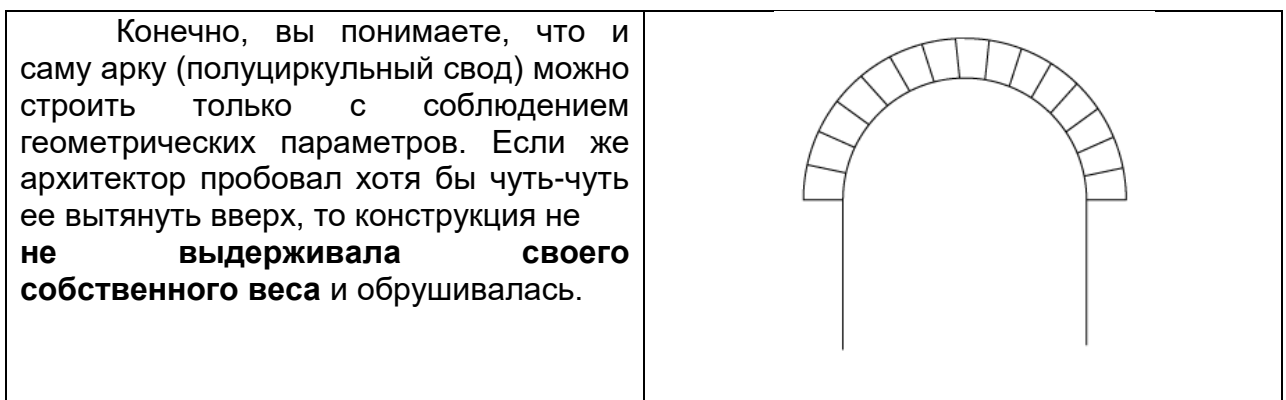 Конечно, вы понимаете, что и
саму арку (полуциркульный свод) можно
строить только с соблюдением
геометрических параметров. Если же
архитектор пробовал хотя бы чуть-чуть
ее вытянуть вверх, то конструкция не
не выдерживала своего
собственного веса и обрушивалась.